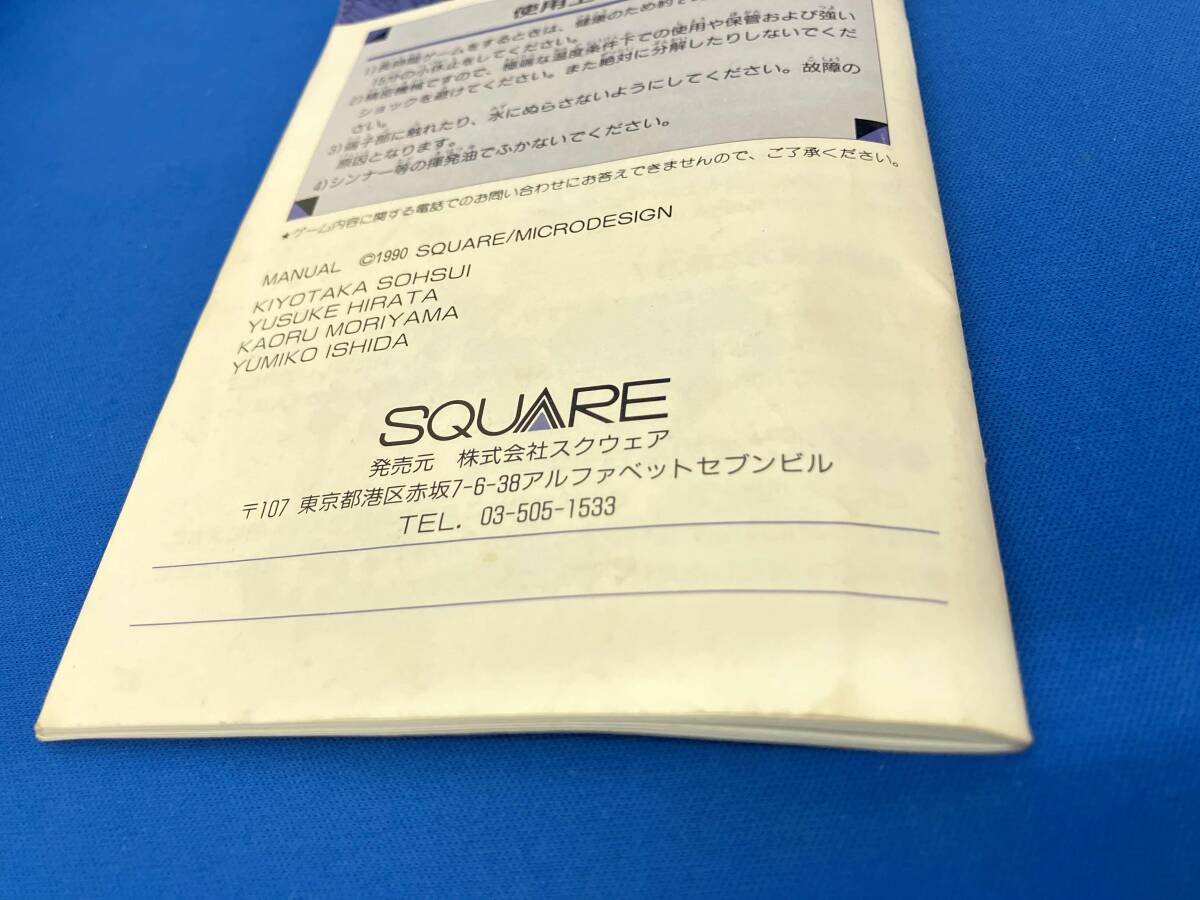 使用上
1)長時間ゲームをするときは、健康のため約2
15分の小休止をしてください。
2)精密機械ですので、極端な温度条件下での使用や保管および強い
ショックを避けてください。また絶対に分解したりしないでくだ
さい。
3)端子部に触れたり、水にぬらさないようにしてください。故障の
原因となります。
4)シンナー等の揮発油でふかないでください。
★ゲーム内容に関する電話でのお問い合わせにお答えできませんので、ご了承ください。
MANUAL ©1990 SQUARE/MICRODESIGN
KIYOTAKA SOHSUI
YUSUKE HIRATA
KAORU MORIYAMA
YUMIKO ISHIDA
SQUARE
発売元 株式会社スクウェア
〒107 東京都港区赤坂7-6-38アルファベットセブンビル
TEL. 03-505-1533